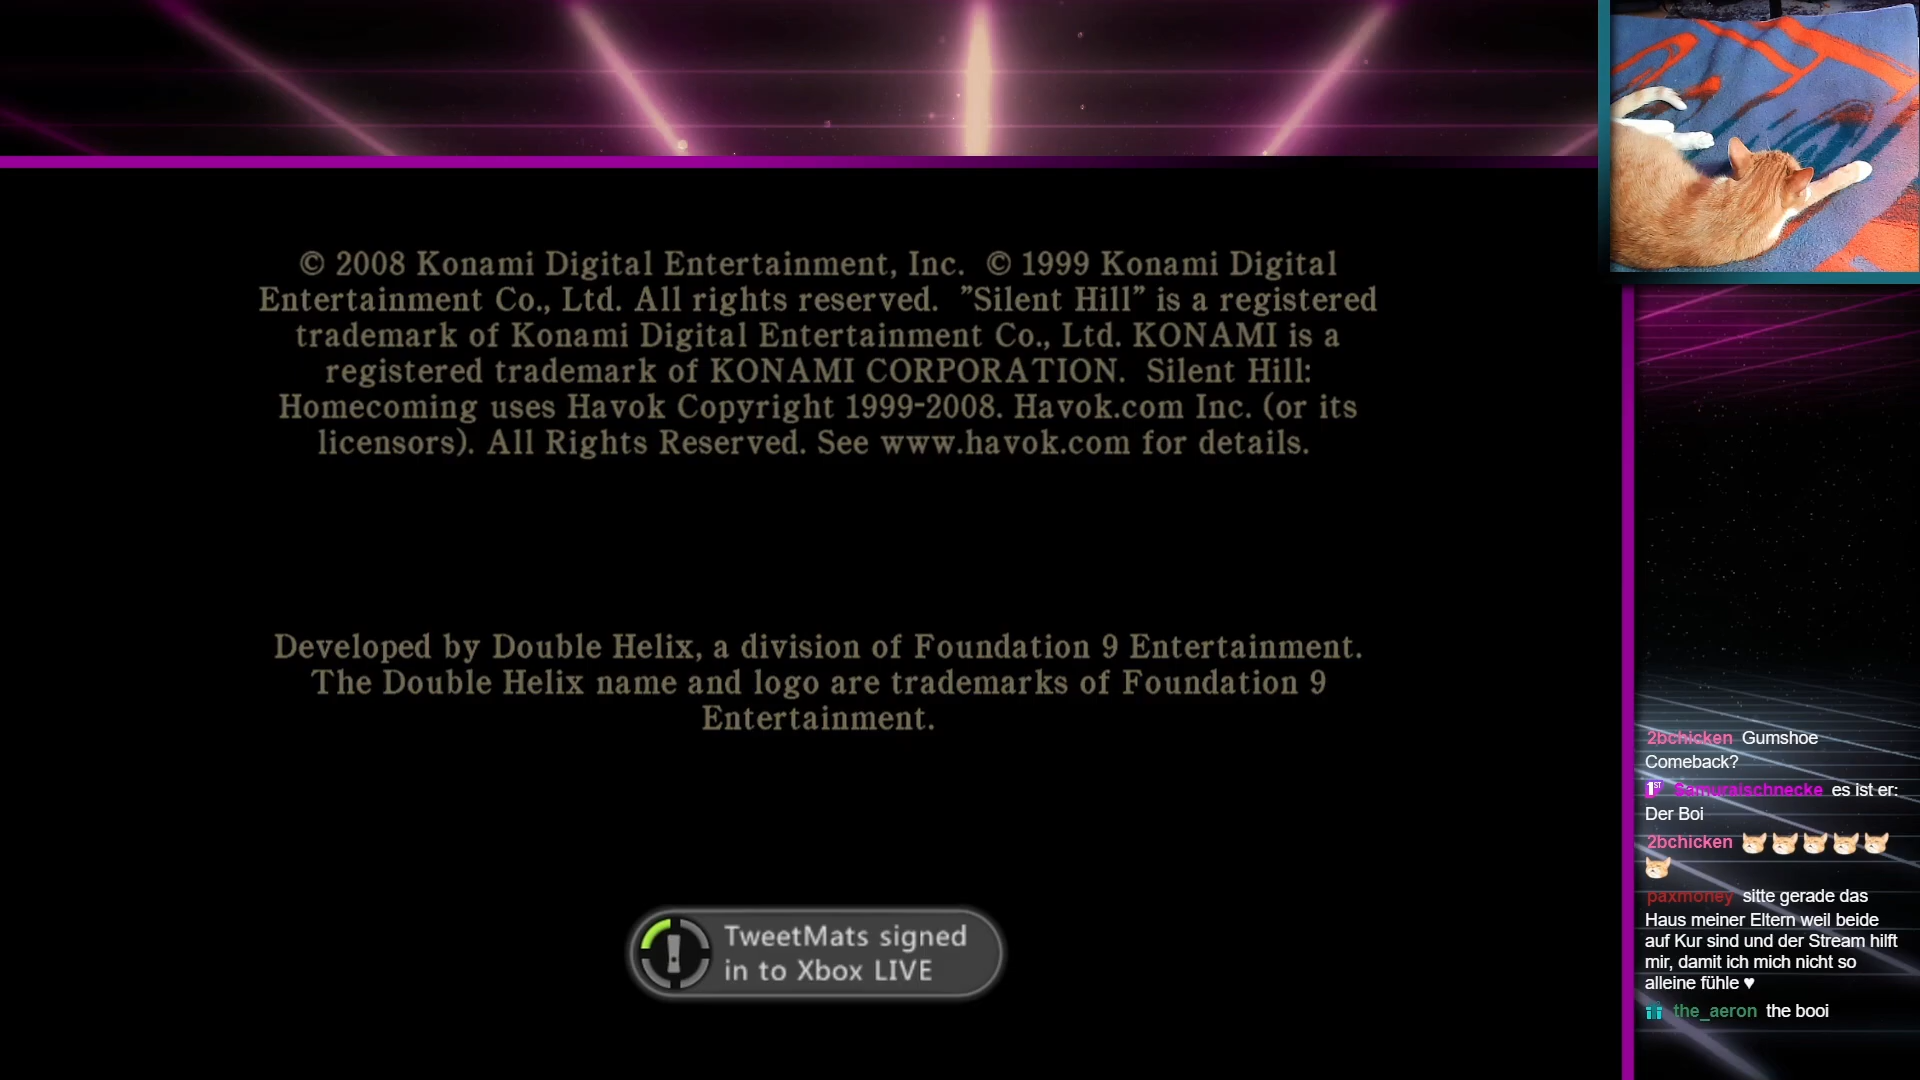 © 2008 Konami Digital Entertainment, Inc.  © 1999 Konami Digital
Entertainment Co., Ltd. All rights reserved.  "Silent Hill" is a registered
trademark of Konami Digital Entertainment Co., Ltd. KONAMI is a
registered trademark of KONAMI CORPORATION.  Silent Hill:
Homecoming uses Havok Copyright 1999-2008. Havok.com Inc. (or its
licensors). All Rights Reserved. See www.havok.com for details.
Developed by Double Helix, a division of Foundation 9 Entertainment.
The Double Helix name and logo are trademarks of Foundation 9
Entertainment.
TweetMats signed
in to Xbox LIVE
2bchicken Gumshoe
Comeback?
1ST Samuraischnecke es ist er:
Der Boi
2bchicken
paxmoney sitte gerade das
Haus meiner Eltern weil beide
auf Kur sind und der Stream hilft
mir, damit ich mich nicht so
alleine fühle ♥
the_aeron the booi